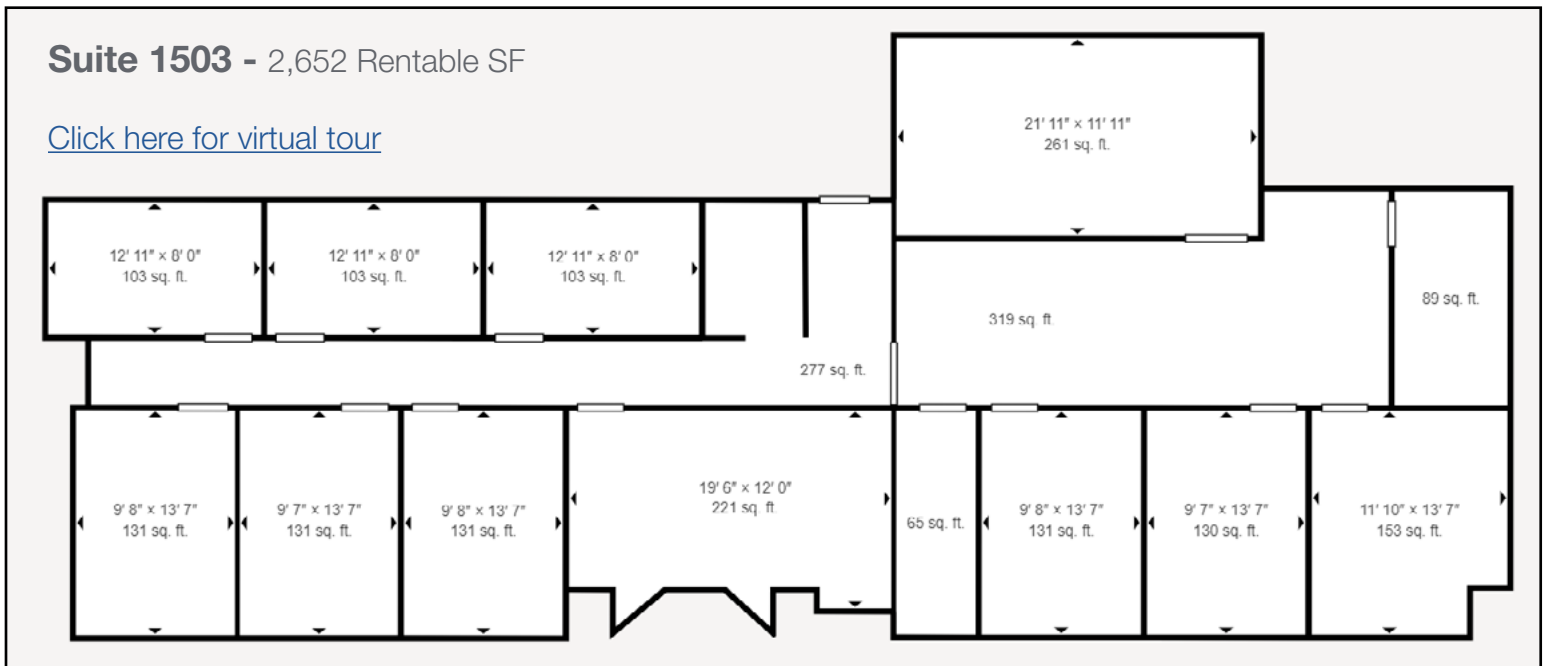 Suite 1503 - 2,652 Rentable SF
Click here for virtual tour
21' 11" × 11' 11"
261 sq. ft.
12' 11" × 8' 0"
103 sq. ft.
12' 11" × 8' 0"
103 sq. ft.
12' 11" × 8' 0"
103 sq. ft.
89 sq. ft.
319 sq. ft
277 sq. ft.
9' 8" × 13' 7"
131 sq. ft.
9' 7" × 13' 7"
131 sq. ft.
9' 8" × 13' 7"
131 sq. ft.
19' 6" × 12' 0"
221 sq. ft.
65 sq. ft.
9' 8" × 13' 7"
131 sq. ft.
9' 7" × 13' 7"
130 sq. ft.
11' 10" × 13' 7"
153 sq. ft.